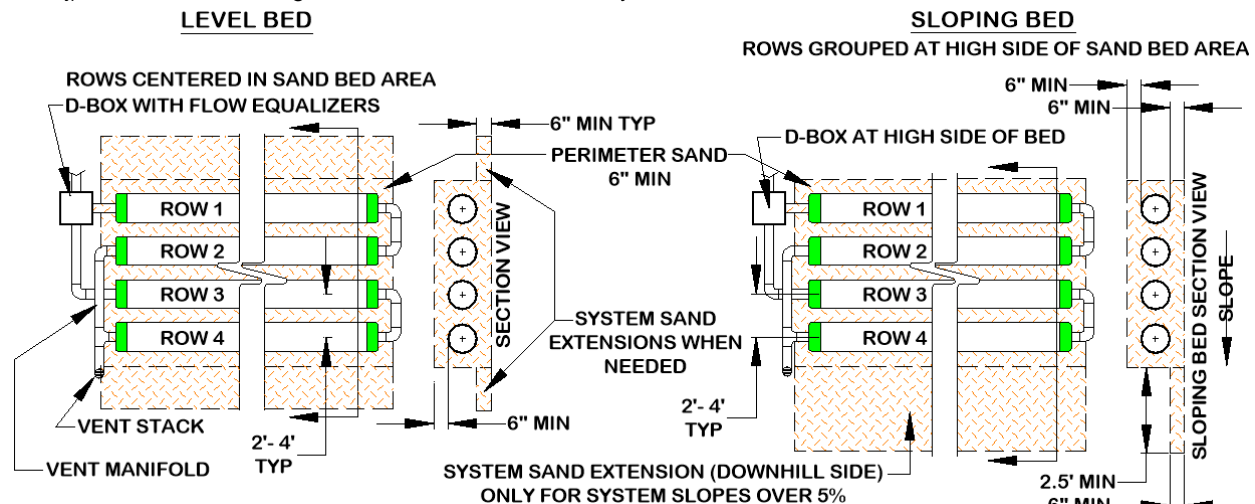 LEVEL BED
ROWS CENTERED IN SAND BED AREA
D-BOX WITH FLOW EQUALIZERS
6" MIN TYP
PERIMETER SAND
6" MIN
ROW 1
ROW 2
ROW 3
ROW 4
SECTION VIEW
SYSTEM SAND
EXTENSIONS WHEN
NEEDED
VENT STACK
VENT MANIFOLD
2'- 4'
TYP
6" MIN
SLOPING BED
ROWS GROUPED AT HIGH SIDE OF SAND BED AREA
6" MIN
6" MIN
D-BOX AT HIGH SIDE OF BED
ROW 1
ROW 2
ROW 3
ROW 4
SLOPING BED SECTION VIEW
SLOPE
2'- 4'
TYP
SYSTEM SAND EXTENSION (DOWNHILL SIDE)
ONLY FOR SYSTEM SLOPES OVER 5%
2.5' MIN
6" MIN